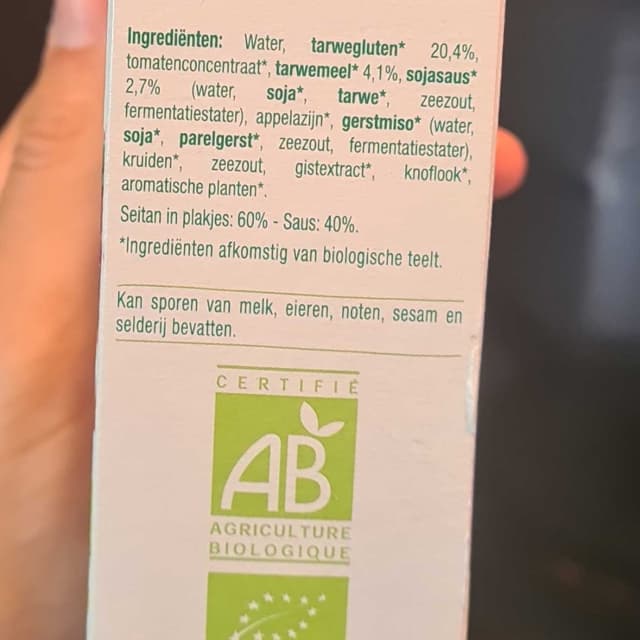 Ingrediënten: Water, tarwegluten* 20,4%,
tomatenconcentraat*, tarwemeel* 4,1%, sojasaus*
2,7% (water, soja*, tarwe*, zeezout,
fermentatiestater), appelazijn*, gerstmiso* (water,
soja*, parelgerst*, zeezout, fermentatiestater),
kruiden*, zeezout, gistextract*, knoflook*,
aromatische planten*.
Seitan in plakjes: 60% - Saus: 40%.
*Ingrediënten afkomstig van biologische teelt.
Kan sporen van melk, eieren, noten, sesam en
selderij bevatten.
CERTIFIÉ
AB
AGRICULTURE
BIOLOGIQUE